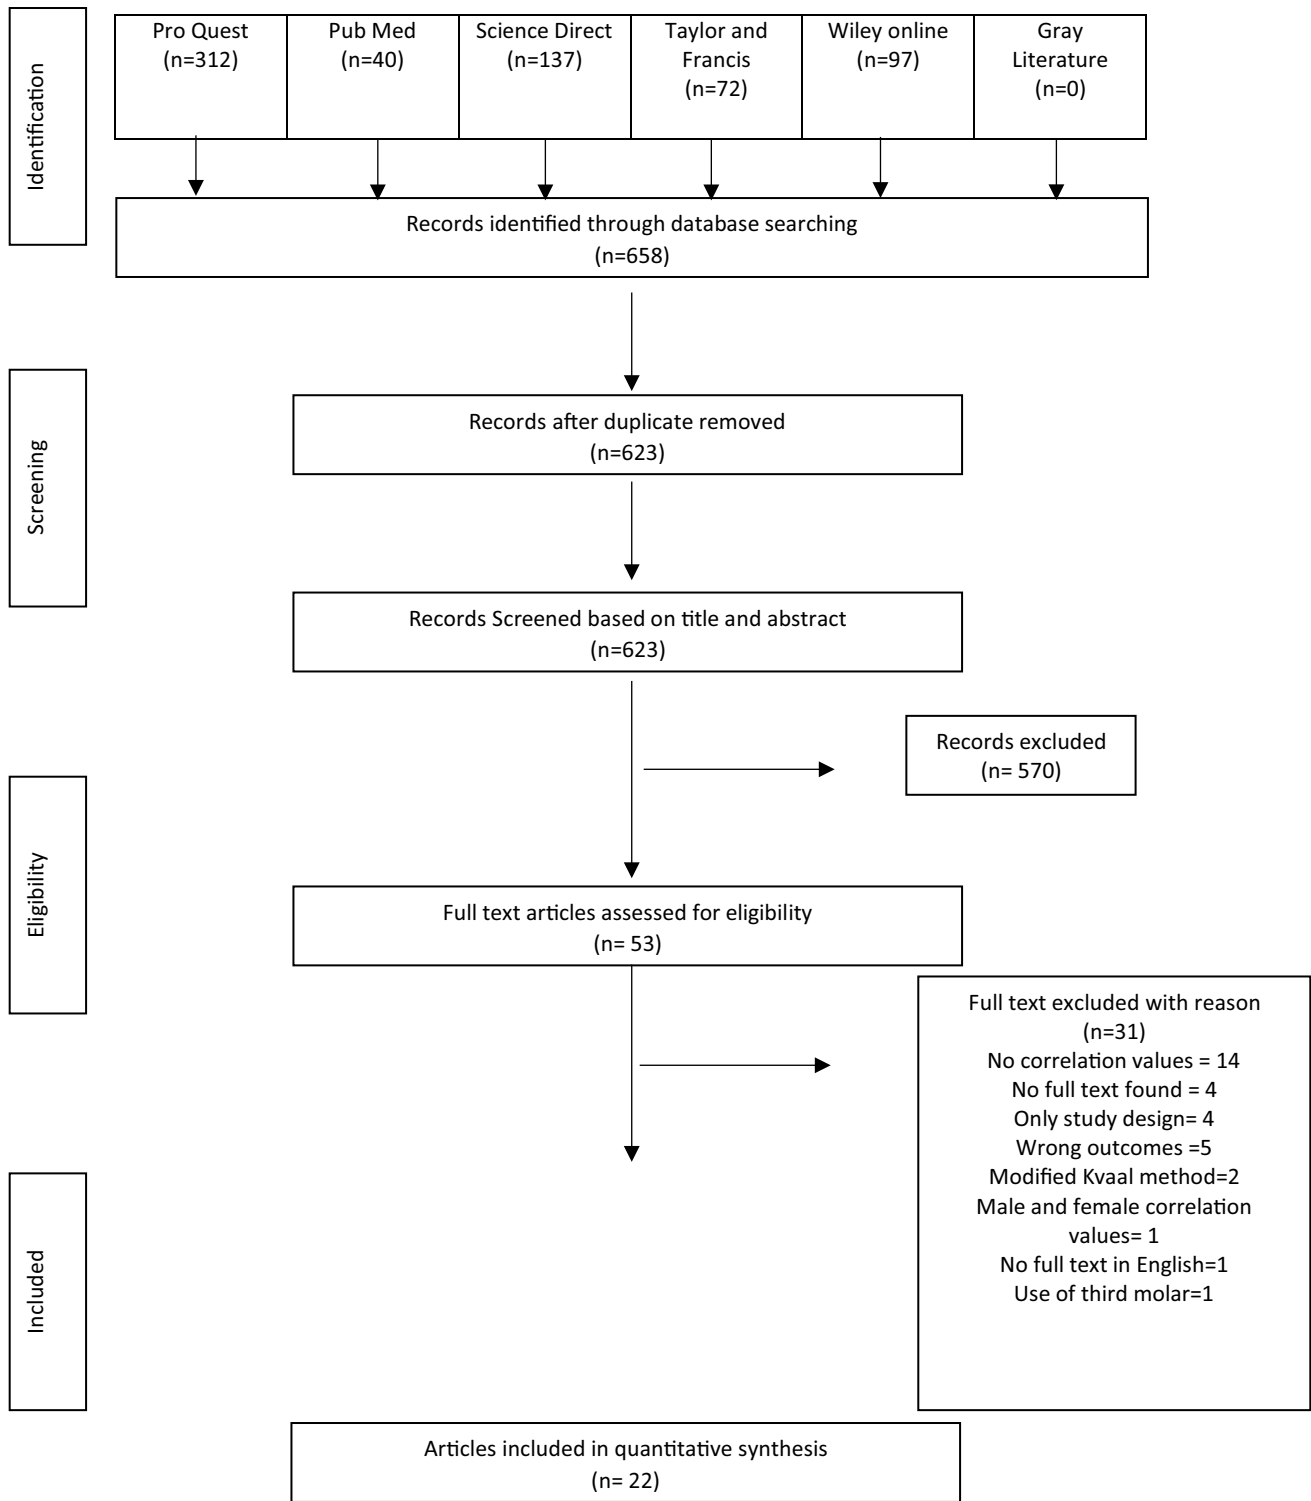 Identification
Pro Quest
(n=312)
Pub Med
(n=40)
Science Direct
(n=137)
Taylor and
Francis
(n=72)
Wiley online
(n=97)
Gray
Literature
(n=0)
Records identified through database searching
(n=658)
Screening
Records after duplicate removed
(n=623)
Records Screened based on title and abstract
(n=623)
Records excluded
(n= 570)
Eligibility
Full text articles assessed for eligibility
(n= 53)
Full text excluded with reason
(n=31)
No correlation values = 14
No full text found = 4
Only study design= 4
Wrong outcomes =5
Modified Kvaal method=2
Male and female correlation
values= 1
No full text in English=1
Use of third molar=1
Included
Articles included in quantitative synthesis
(n= 22)